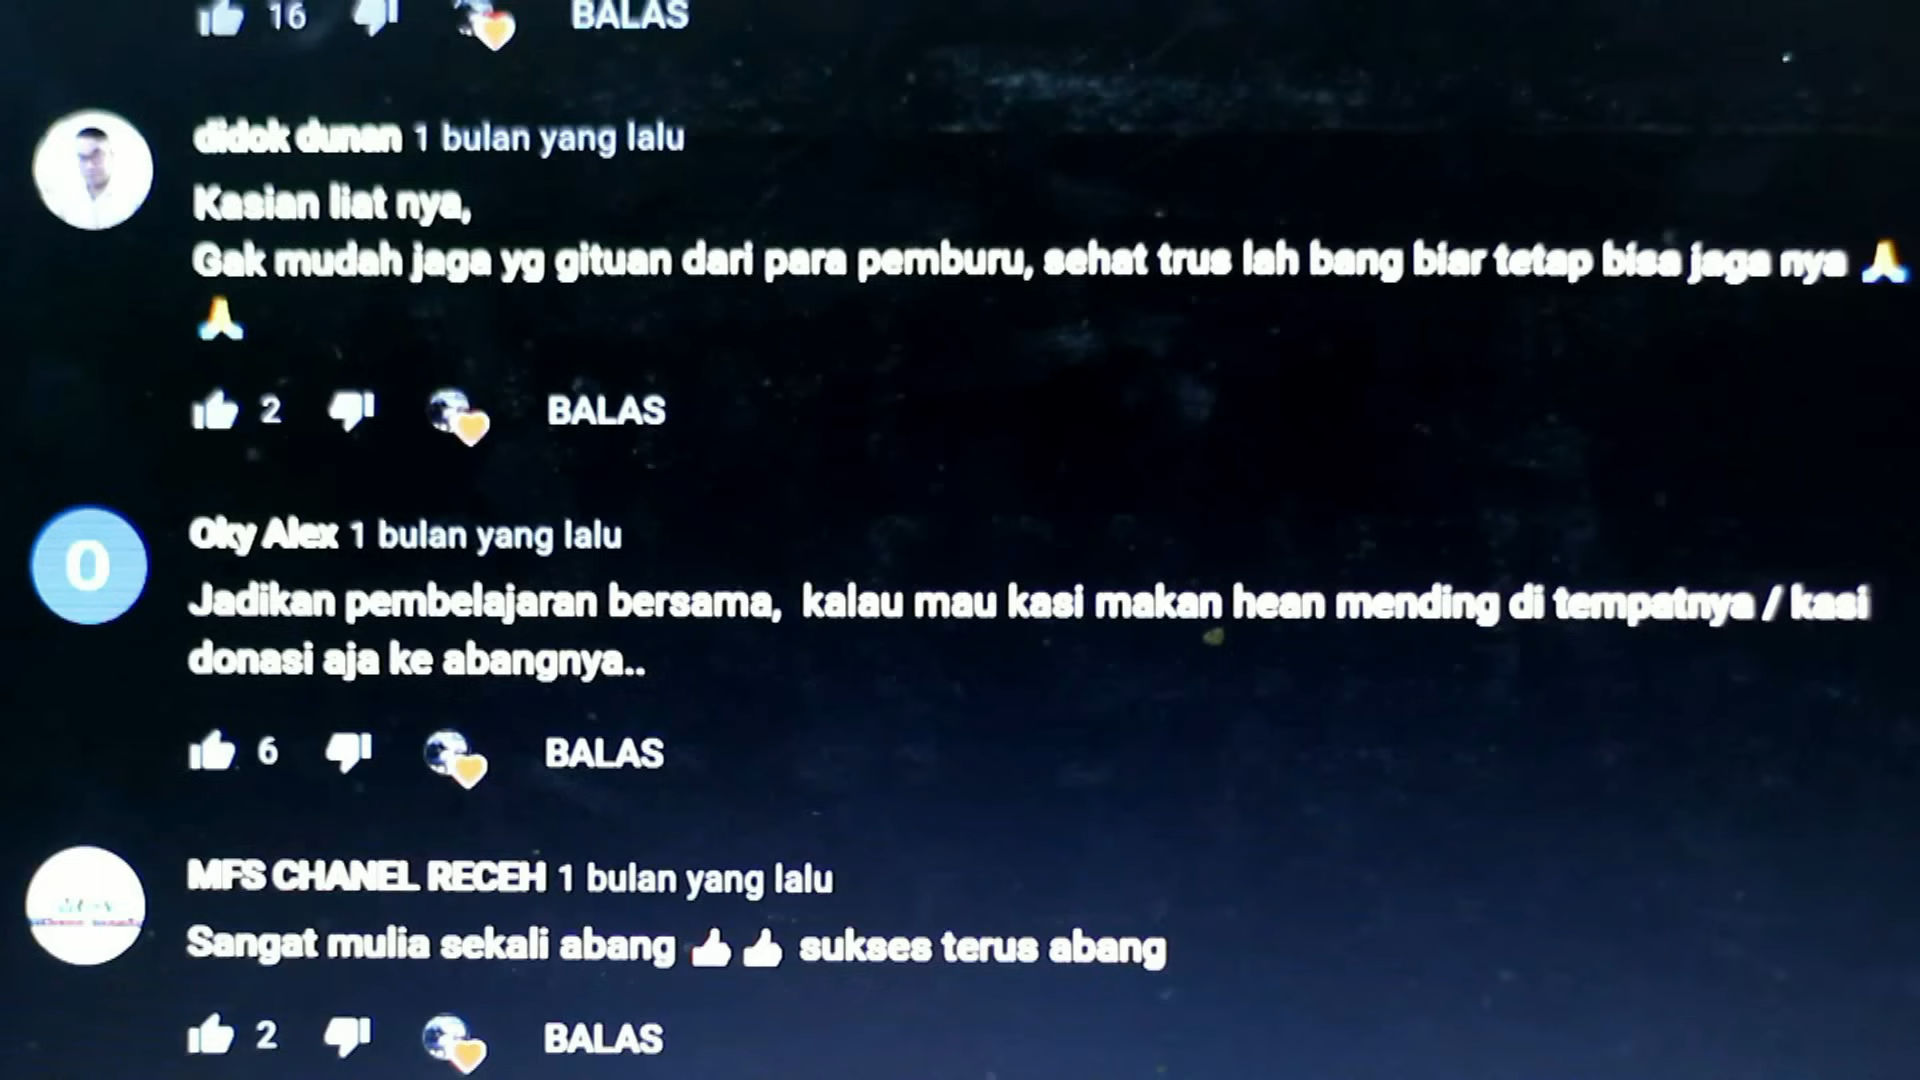 16 BALAS
didok dunan 1 bulan yang lalu
Kasian liat nya,
Gak mudah jaga yg gituan dari para pemburu, sehat trus lah bang biar tetap bisa jaga nya 🙏
🙏
2 BALAS
O
Oky Alex 1 bulan yang lalu
Jadikan pembelajaran bersama, kalau mau kasi makan hean mending di tempatnya / kasi
donasi aja ke abangnya..
6 BALAS
MFS CHANEL RECEH 1 bulan yang lalu
Sangat mulia sekali abang 👍 👍 sukses terus abang
2 BALAS